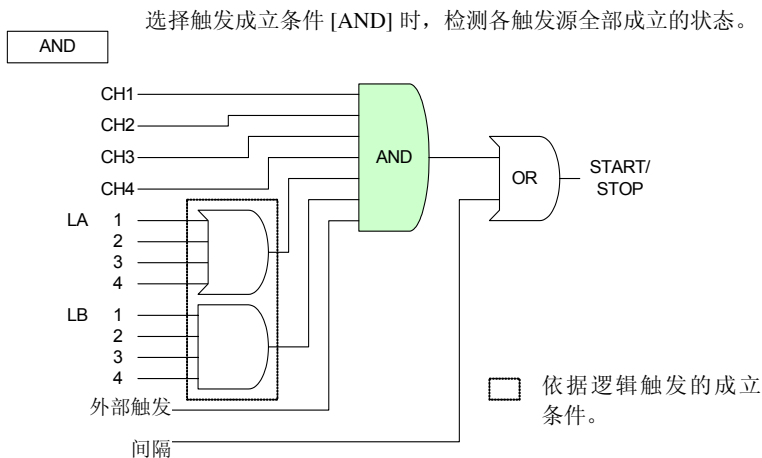 选择触发成立条件 [AND] 时，检测各触发源全部成立的状态。
AND
CH1
CH2
CH3
CH4
AND
OR
START/
STOP
LA 1
2
3
4
LB 1
2
3
4
外部触发
间隔
依据逻辑触发的成立
条件。